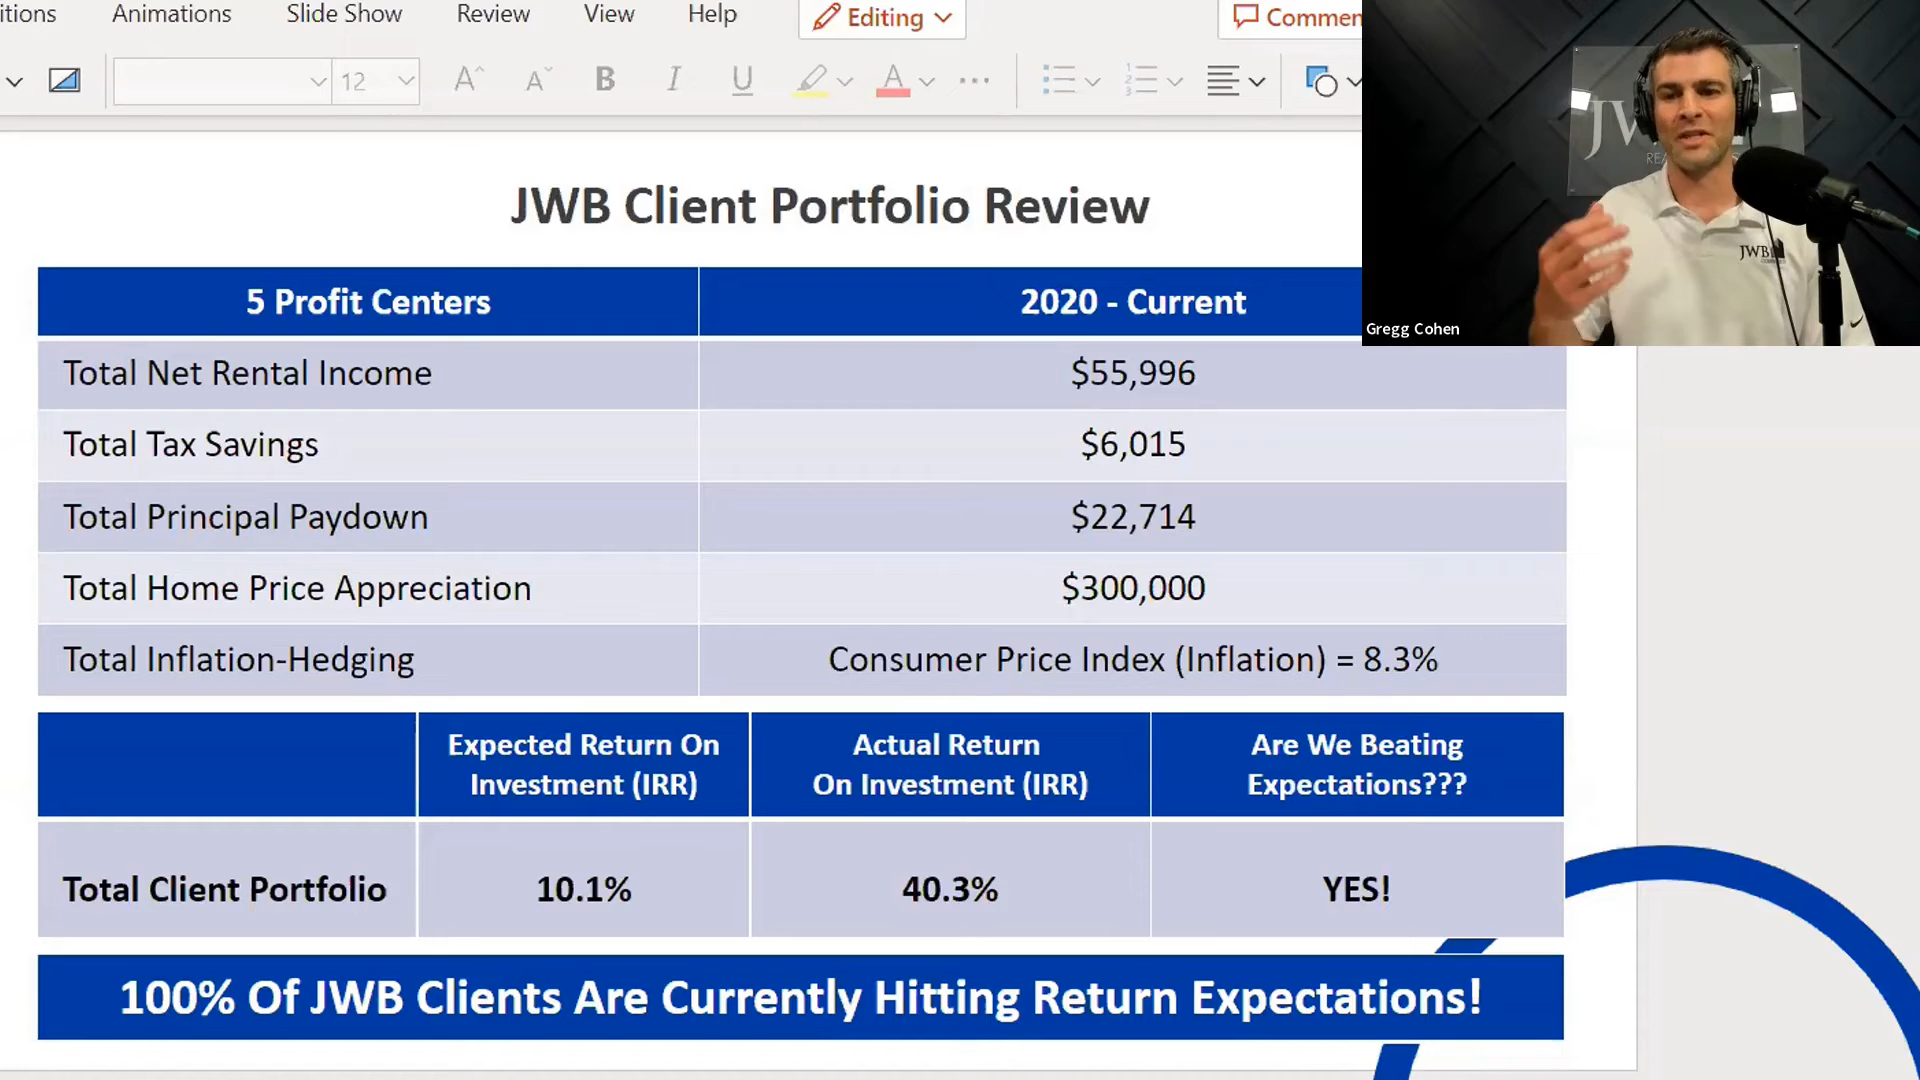 itions Animations Slide Show Review View Help Editing Commen
12 A A B I U A
JWB Client Portfolio Review
5 Profit Centers 2020 - Current
Total Net Rental Income $55,996
Total Tax Savings $6,015
Total Principal Paydown $22,714
Total Home Price Appreciation $300,000
Total Inflation-Hedging Consumer Price Index (Inflation) = 8.3%
Expected Return On
Investment (IRR)
Actual Return
On Investment (IRR)
Are We Beating
Expectations???
Total Client Portfolio 10.1% 40.3% YES!
100% Of JWB Clients Are Currently Hitting Return Expectations!
JWB
Gregg Cohen